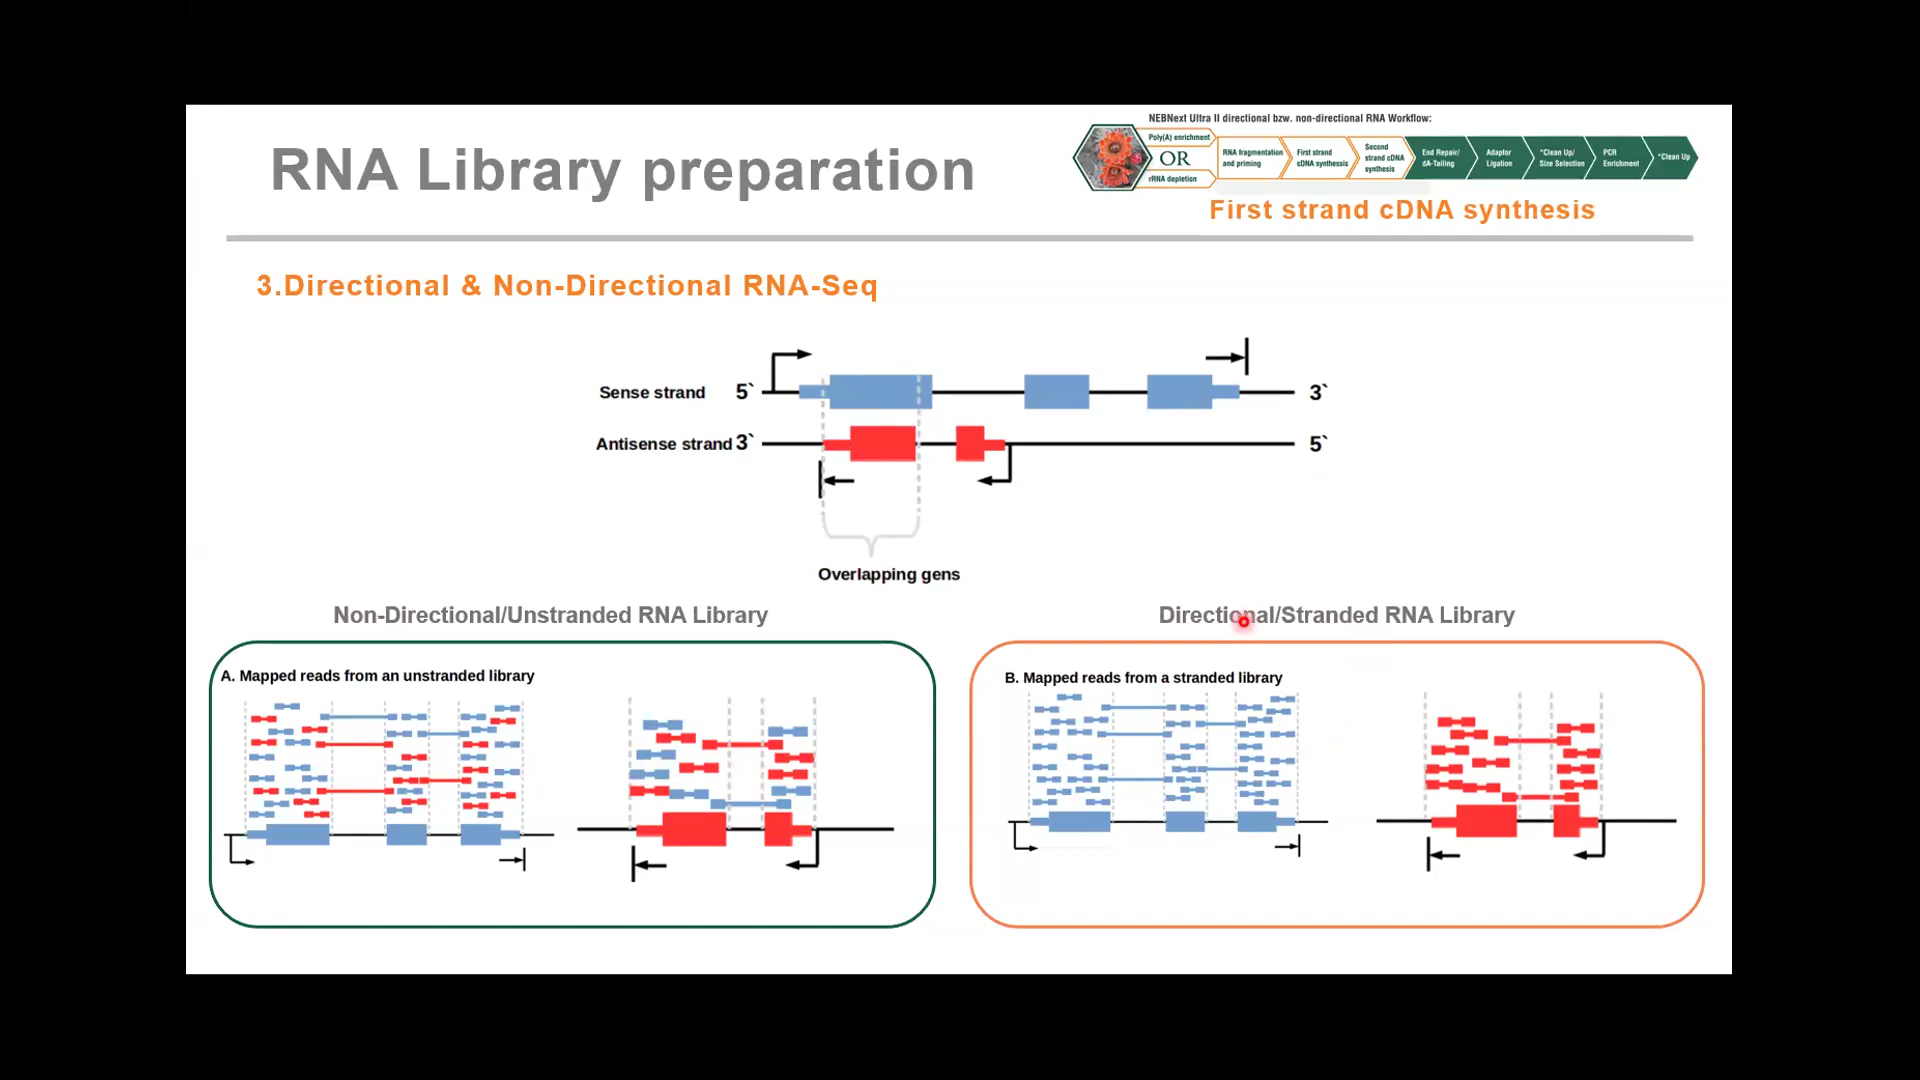 NEBNext Ultra II directional bzw. non-directional RNA Workflow:
RNA Library preparation
Poly(A) enrichment
OR
rRNA depletion
RNA fragmentation
and priming
First strand
cDNA synthesis
Second
strand cDNA
synthesis
End Repair/
dA-Tailing
Adaptor
Ligation
*Clean Up/
Size Selection
PCR
Enrichment
*Clean Up
First strand cDNA synthesis
3.Directional & Non-Directional RNA-Seq
Sense strand 5` 3`
Antisense strand 3` 5`
Overlapping gens
Non-Directional/Unstranded RNA Library
Directional/Stranded RNA Library
A. Mapped reads from an unstranded library
B. Mapped reads from a stranded library